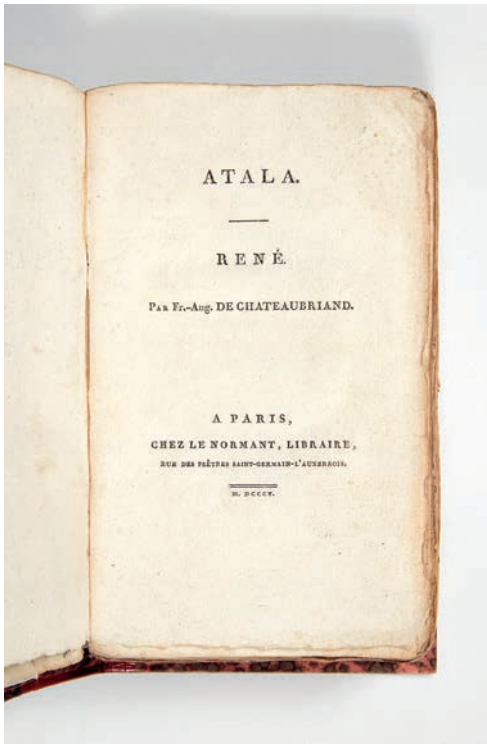 ATALA.
RENÉ.
PAR Fr.-Aug. DE CHATEAUBRIAND.
A PARIS,
CHEZ LE NORMANT, LIBRAIRE,
RUE DES PRÊTRES SAINT-GERMAIN-L'AUXERROIS.
M. DCCCV.